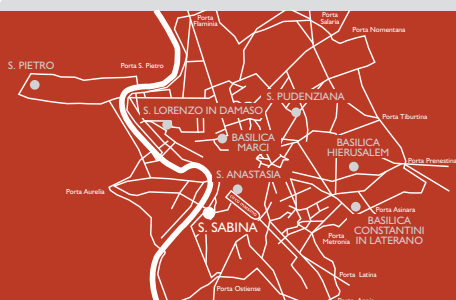 Porta
Flaminia
Porta
Salaria
Porta Nomentana
S. PIETRO
Porta S. Pietro
S. PUDENZIANA
S. LORENZO IN DAMASO
Porta Tiburtina
BASILICA
MARCI
BASILICA
HIERUSALEM
Porta Prenestina
S. ANASTASIA
Porta Aurelia
Porta Asinara
S. SABINA
BASILICA
CONSTANTINI
IN LATERANO
Porta
Metronia
Porta Latina
Porta Ostiense